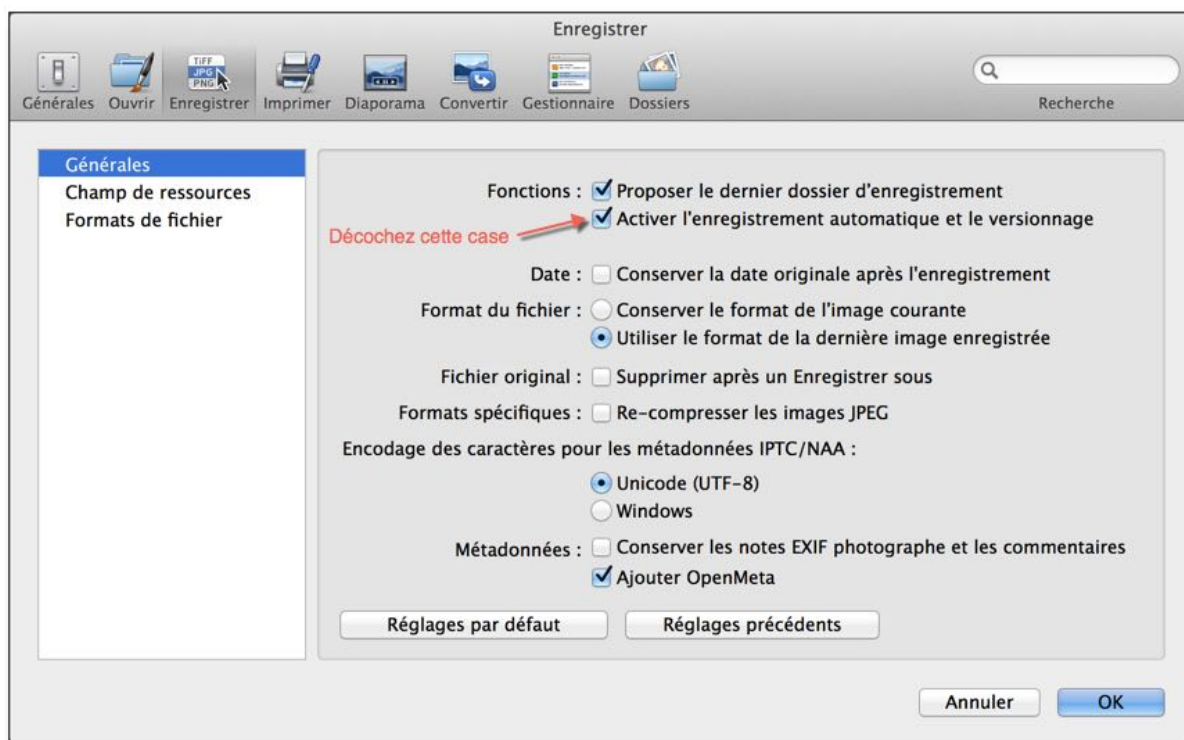 Enregistrer
TIFF
JPG
PNG
Générales Ouvrir Enregistrer Imprimer Diaporama Convertir Gestionnaire Dossiers Recherche
Générales
Champ de ressources
Formats de fichier
Fonctions : Proposer le dernier dossier d'enregistrement
Activer l'enregistrement automatique et le versionnage
Décochez cette case
Date : Conserver la date originale après l'enregistrement
Format du fichier : Conserver le format de l'image courante
Utiliser le format de la dernière image enregistrée
Fichier original : Supprimer après un Enregistrer sous
Formats spécifiques : Re-compresser les images JPEG
Encodage des caractères pour les métadonnées IPTC/NAA :
Unicode (UTF-8)
Windows
Métadonnées : Conserver les notes EXIF photographe et les commentaires
Ajouter OpenMeta
Réglages par défaut Réglages précédents
Annuler OK